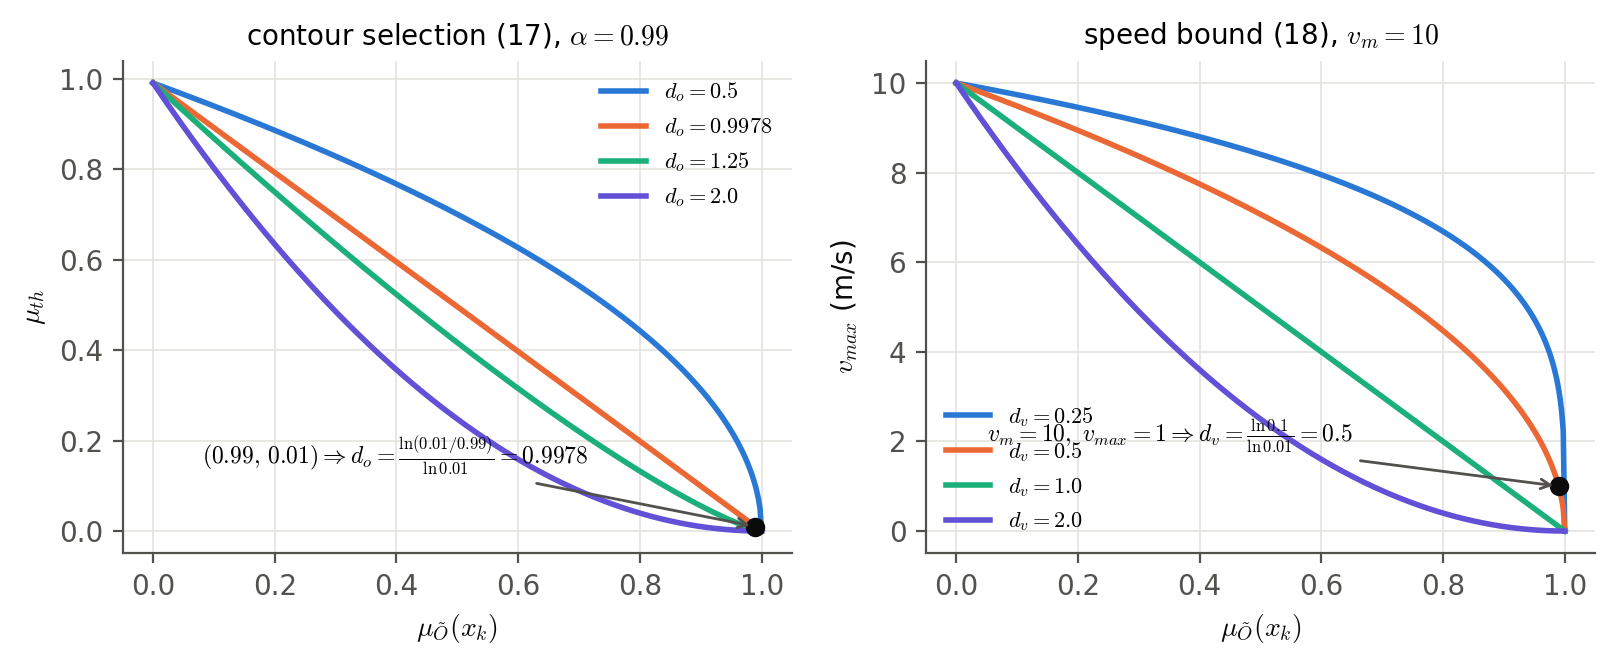 contour selection (17), α = 0.99
μ_th
1.0
0.8
0.6
0.4
0.2
0.0
d_o = 0.5
d_o = 0.9978
d_o = 1.25
d_o = 2.0
(0.99, 0.01) ⇒ d_o = ln(0.01/0.99)/ln 0.01 = 0.9978
0.0 0.2 0.4 0.6 0.8 1.0
μ_Õ(x_k)
speed bound (18), v_m = 10
v_max (m/s)
10
8
6
4
2
0
d_v = 0.25
v_m = 10, v_max = 1 ⇒ d_v = ln 0.1/ln 0.01 = 0.5
d_v = 0.5
d_v = 1.0
d_v = 2.0
0.0 0.2 0.4 0.6 0.8 1.0
μ_Õ(x_k)